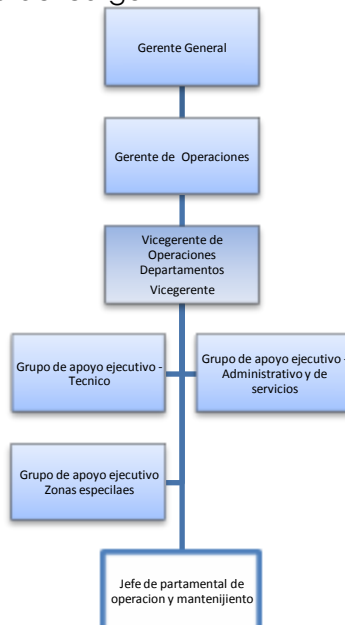 Gerente General
Gerente de Operaciones
Vicegerente de
Operaciones
Departamentos
Vicegerente
Grupo de apoyo ejecutivo -
Tecnico
Grupo de apoyo ejecutivo -
Administrativo y de
servicios
Grupo de apoyo ejecutivo
Zonas especilaes
Jefe de partamental de
operacion y mantenijiento